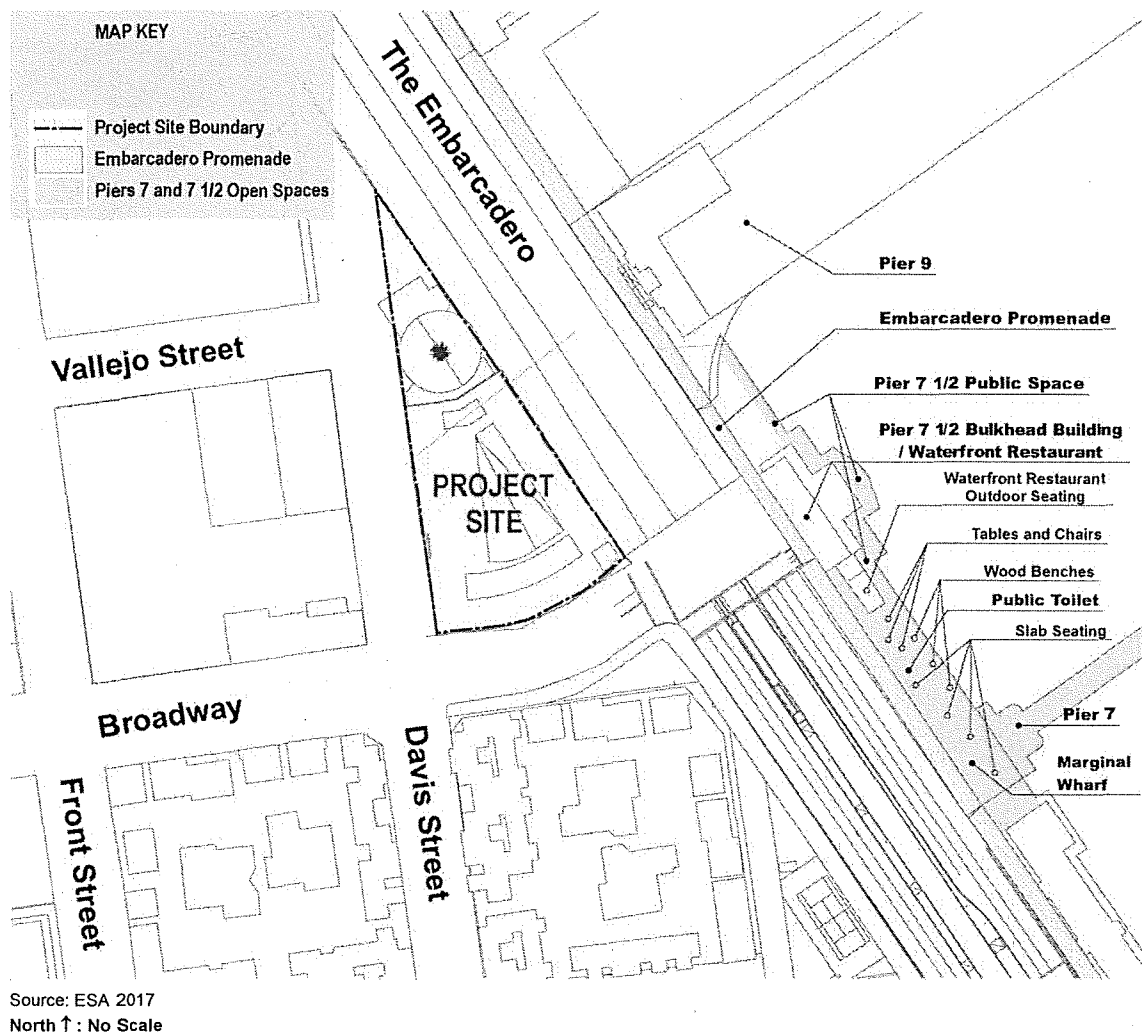 MAP KEY
Project Site Boundary
Embarcadero Promenade
Piers 7 and 7 1/2 Open Spaces
The Embarcadero
Pier 9
Embarcadero Promenade
Vallejo Street
Pier 7 1/2 Public Space
Pier 7 1/2 Bulkhead Building
/ Waterfront Restaurant
Waterfront Restaurant
Outdoor Seating
PROJECT
SITE
Tables and Chairs
Wood Benches
Public Toilet
Slab Seating
Broadway
Pier 7
Marginal
Wharf
Front Street
Davis Street
Source: ESA 2017
North ↑ : No Scale